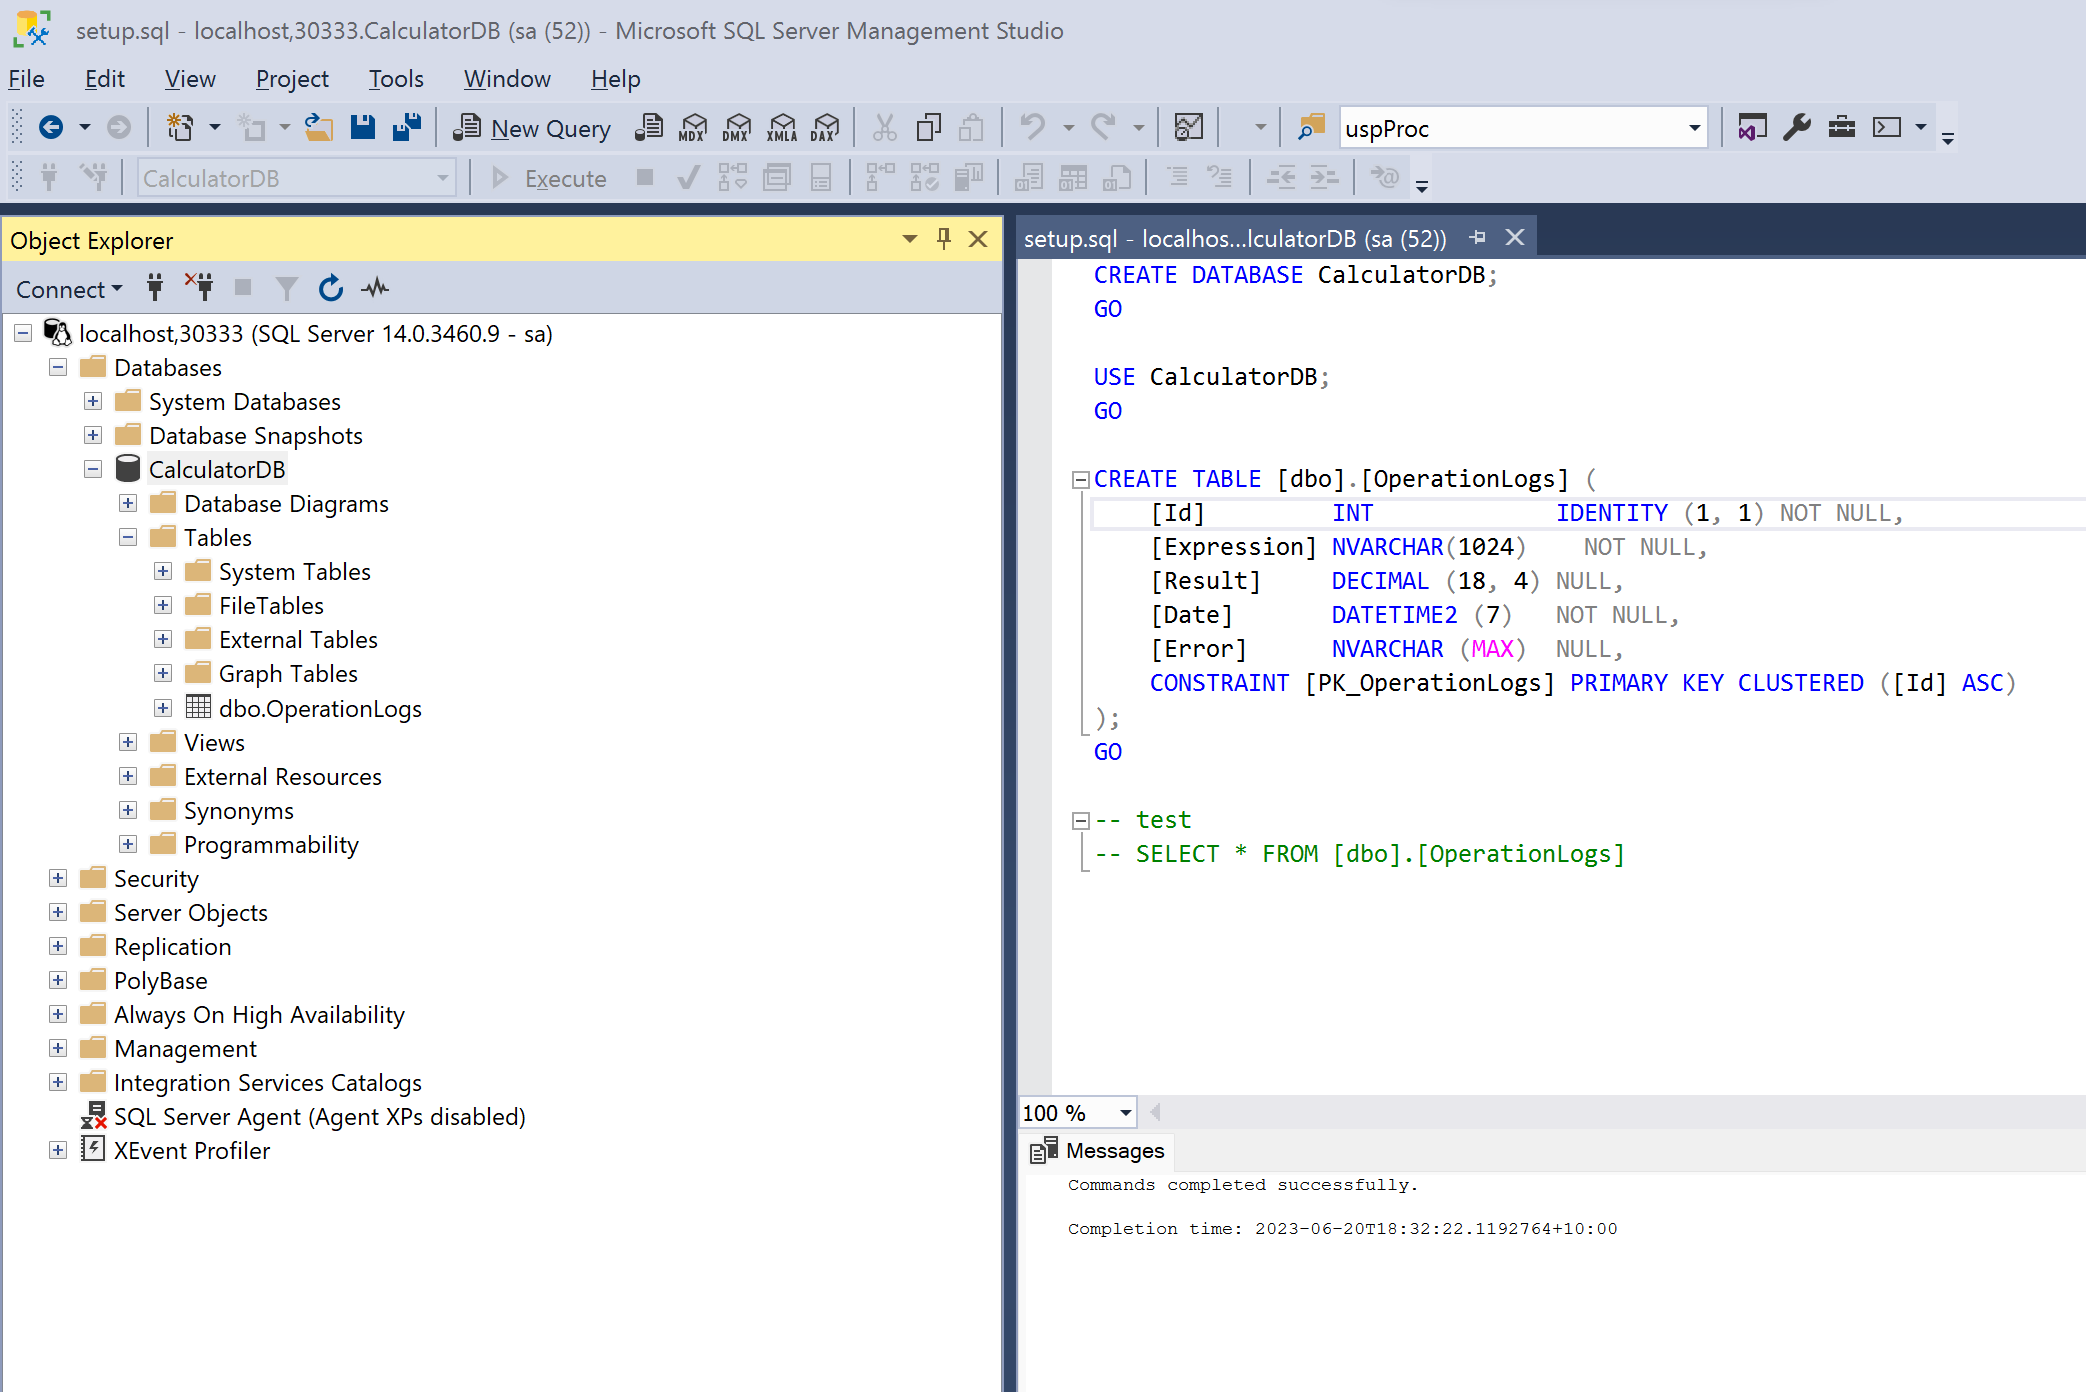 setup.sql - localhost,30333.CalculatorDB (sa (52)) - Microsoft SQL Server Management Studio
File Edit View Project Tools Window Help
New Query MDX DMX XMLA DAX uspProc
CalculatorDB Execute
Object Explorer
Connect
localhost,30333 (SQL Server 14.0.3460.9 - sa)
Databases
System Databases
Database Snapshots
CalculatorDB
Database Diagrams
Tables
System Tables
FileTables
External Tables
Graph Tables
dbo.OperationLogs
Views
External Resources
Synonyms
Programmability
Security
Server Objects
Replication
PolyBase
Always On High Availability
Management
Integration Services Catalogs
SQL Server Agent (Agent XPs disabled)
XEvent Profiler
setup.sql - localhos...lculatorDB (sa (52))
CREATE DATABASE CalculatorDB;
GO
USE CalculatorDB;
GO
CREATE TABLE [dbo].[OperationLogs] (
[Id] INT IDENTITY (1, 1) NOT NULL,
[Expression] NVARCHAR(1024) NOT NULL,
[Result] DECIMAL (18, 4) NULL,
[Date] DATETIME2 (7) NOT NULL,
[Error] NVARCHAR (MAX) NULL,
CONSTRAINT [PK_OperationLogs] PRIMARY KEY CLUSTERED ([Id] ASC)
);
GO
-- test
-- SELECT * FROM [dbo].[OperationLogs]
100 %
Messages
Commands completed successfully.
Completion time: 2023-06-20T18:32:22.1192764+10:00